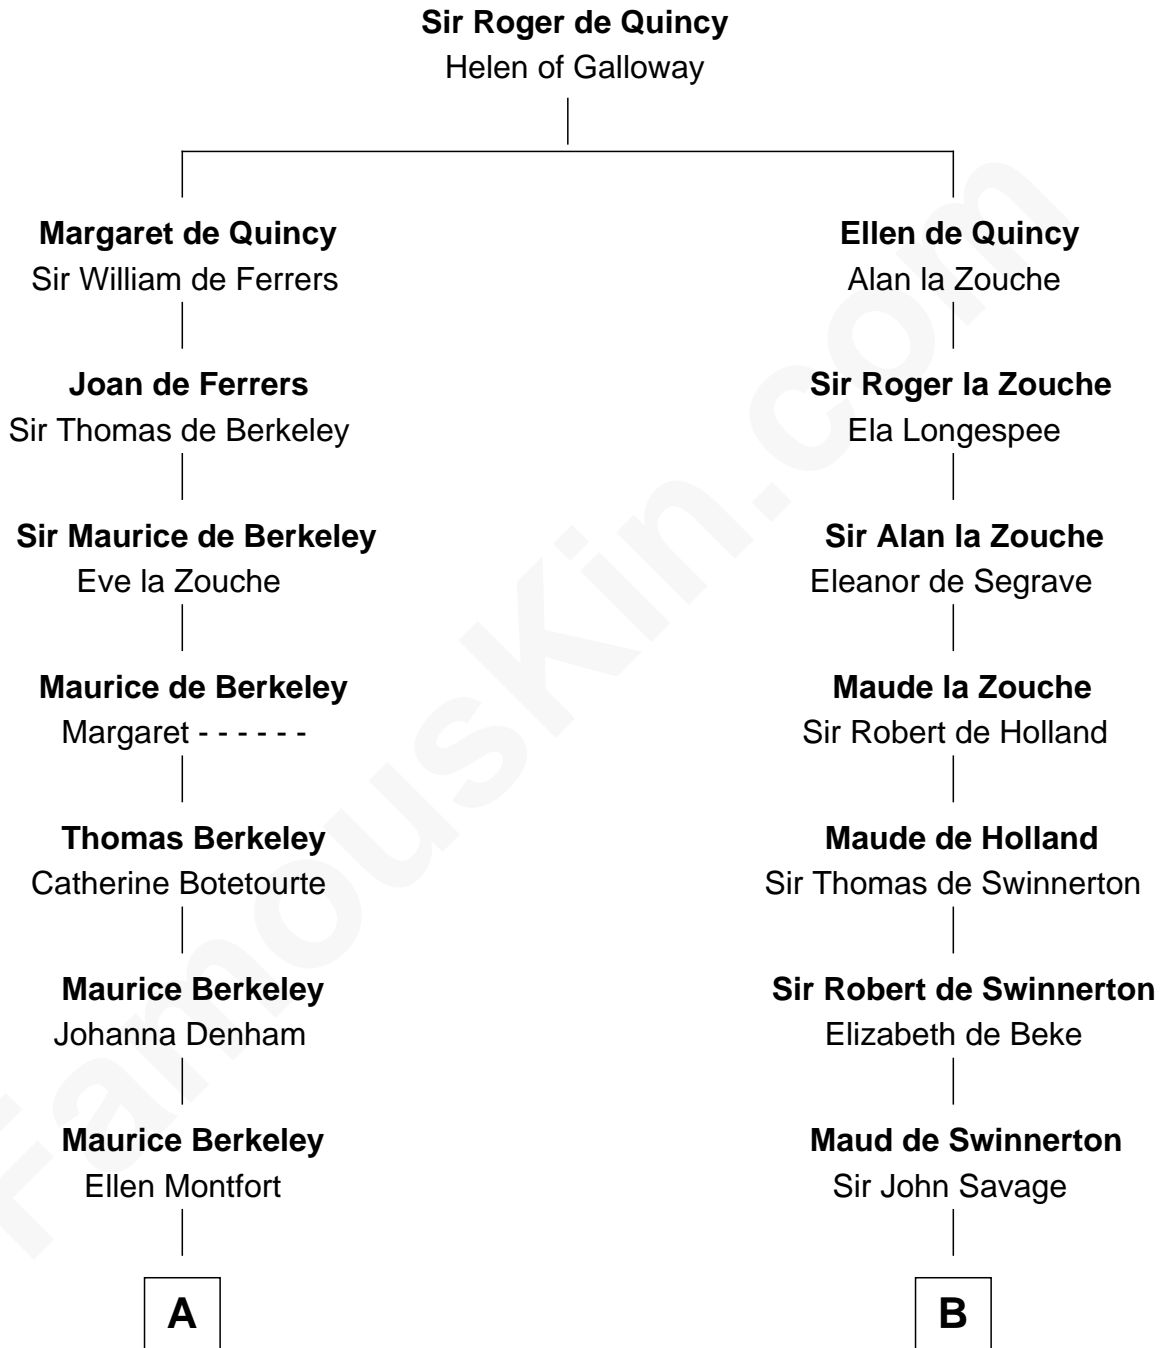 Sir Roger de Quincy
Helen of Galloway
Margaret de Quincy
Sir William de Ferrers
Ellen de Quincy
Alan la Zouche
Joan de Ferrers
Sir Thomas de Berkeley
Sir Roger la Zouche
Ela Longespee
Sir Maurice de Berkeley
Eve la Zouche
Sir Alan la Zouche
Eleanor de Segrave
Maurice de Berkeley
Margaret - - - - - -
Maude la Zouche
Sir Robert de Holland
Thomas Berkeley
Catherine Botetourte
Maude de Holland
Sir Thomas de Swinnerton
Maurice Berkeley
Johanna Denham
Sir Robert de Swinnerton
Elizabeth de Beke
Maurice Berkeley
Ellen Montfort
Maud de Swinnerton
Sir John Savage
A
B
FamousKin.com